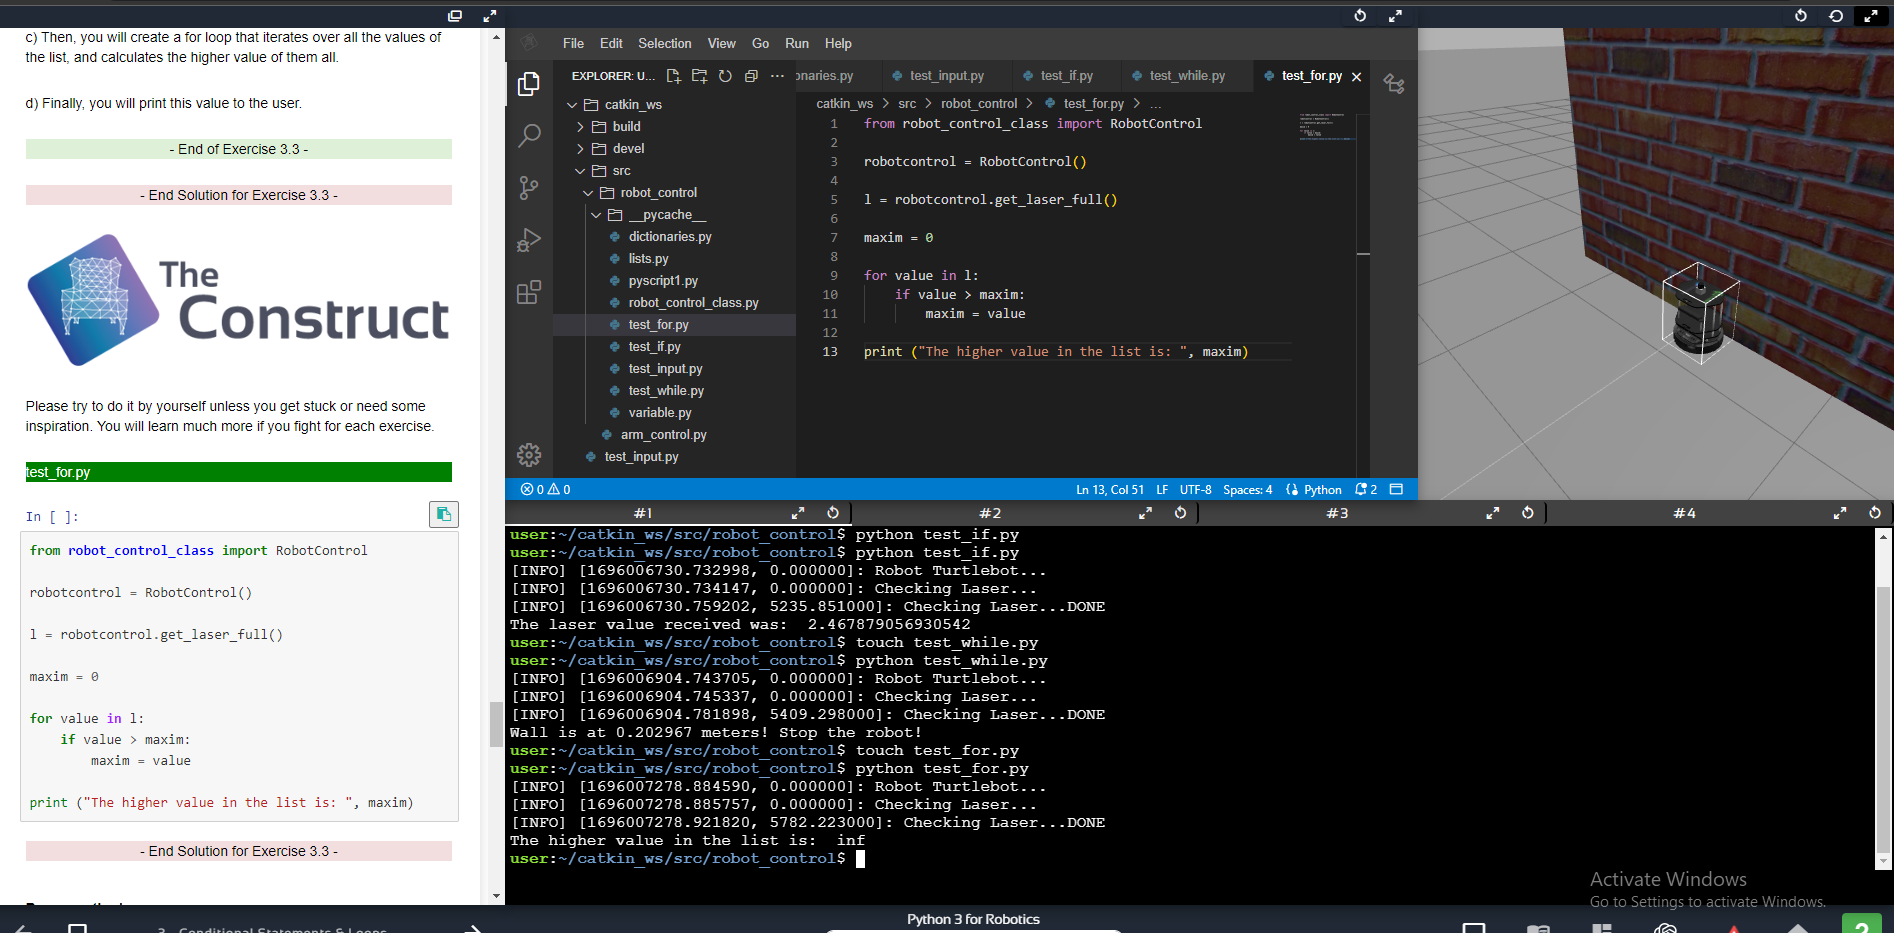 c) Then, you will create a for loop that iterates over all the values of
the list, and calculates the higher value of them all.
d) Finally, you will print this value to the user.
- End of Exercise 3.3 -
- End Solution for Exercise 3.3 -
The
Construct
Please try to do it by yourself unless you get stuck or need some
inspiration. You will learn much more if you fight for each exercise.
test_for.py
In [ ]:
from robot_control_class import RobotControl
robotcontrol = RobotControl()
l = robotcontrol.get_laser_full()
maxim = 0
for value in l:
if value > maxim:
maxim = value
print ("The higher value in the list is: ", maxim)
- End Solution for Exercise 3.3 -
File Edit Selection View Go Run Help
EXPLORER: U...
catkin_ws
build
devel
src
robot_control
__pycache__
dictionaries.py
lists.py
pyscript1.py
robot_control_class.py
test_for.py
test_if.py
test_input.py
test_while.py
variable.py
arm_control.py
test_input.py
onaries.py test_input.py test_if.py test_while.py test_for.py
catkin_ws > src > robot_control > test_for.py > ...
1 from robot_control_class import RobotControl
2
3 robotcontrol = RobotControl()
4
5 l = robotcontrol.get_laser_full()
6
7 maxim = 0
8
9 for value in l:
10 if value > maxim:
11 maxim = value
12
13 print ("The higher value in the list is: ", maxim)
0 0 Ln 13, Col 51 LF UTF-8 Spaces: 4 Python 2
#1 #2 #3 #4
user:~/catkin_ws/src/robot_control$ python test_if.py
user:~/catkin_ws/src/robot_control$ python test_if.py
[INFO] [1696006730.732998, 0.000000]: Robot Turtlebot...
[INFO] [1696006730.734147, 0.000000]: Checking Laser...
[INFO] [1696006730.759202, 5235.851000]: Checking Laser...DONE
The laser value received was:  2.467879056930542
user:~/catkin_ws/src/robot_control$ touch test_while.py
user:~/catkin_ws/src/robot_control$ python test_while.py
[INFO] [1696006904.743705, 0.000000]: Robot Turtlebot...
[INFO] [1696006904.745337, 0.000000]: Checking Laser...
[INFO] [1696006904.781898, 5409.298000]: Checking Laser...DONE
Wall is at 0.202967 meters! Stop the robot!
user:~/catkin_ws/src/robot_control$ touch test_for.py
user:~/catkin_ws/src/robot_control$ python test_for.py
[INFO] [1696007278.884590, 0.000000]: Robot Turtlebot...
[INFO] [1696007278.885757, 0.000000]: Checking Laser...
[INFO] [1696007278.921820, 5782.223000]: Checking Laser...DONE
The higher value in the list is:  inf
user:~/catkin_ws/src/robot_control$
Activate Windows
Go to Settings to activate Windows.
Python 3 for Robotics
3. Conditional Statements & Loops
?